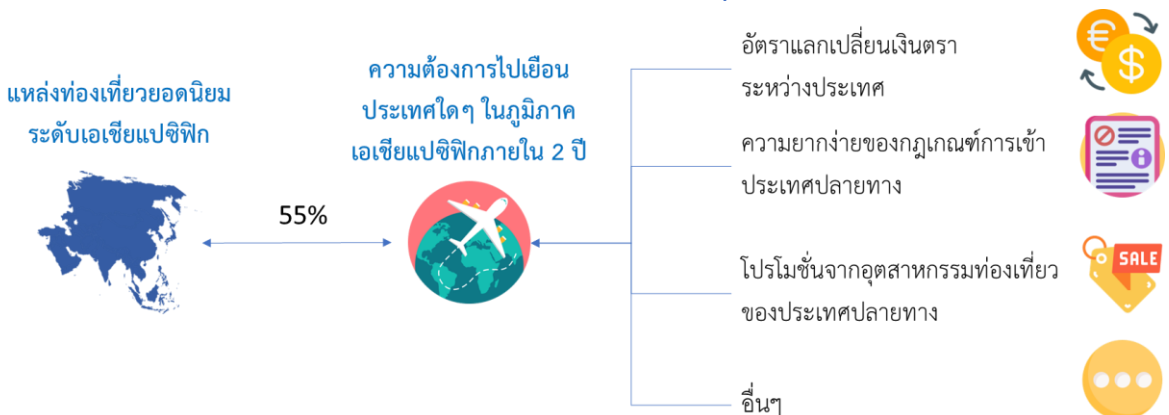 แหล่งท่องเที่ยวยอดนิยม
ระดับเอเชียแปซิฟิก
55%
ความต้องการไปเยือน
ประเทศใดๆ ในภูมิภาค
เอเชียแปซิฟิกภายใน 2 ปี
อัตราแลกเปลี่ยนเงินตรา
ระหว่างประเทศ
ความยากง่ายของกฎเกณฑ์การเข้า
ประเทศปลายทาง
โปรโมชั่นจากอุตสาหกรรมท่องเที่ยว
ของประเทศปลายทาง
SALE
อื่นๆ